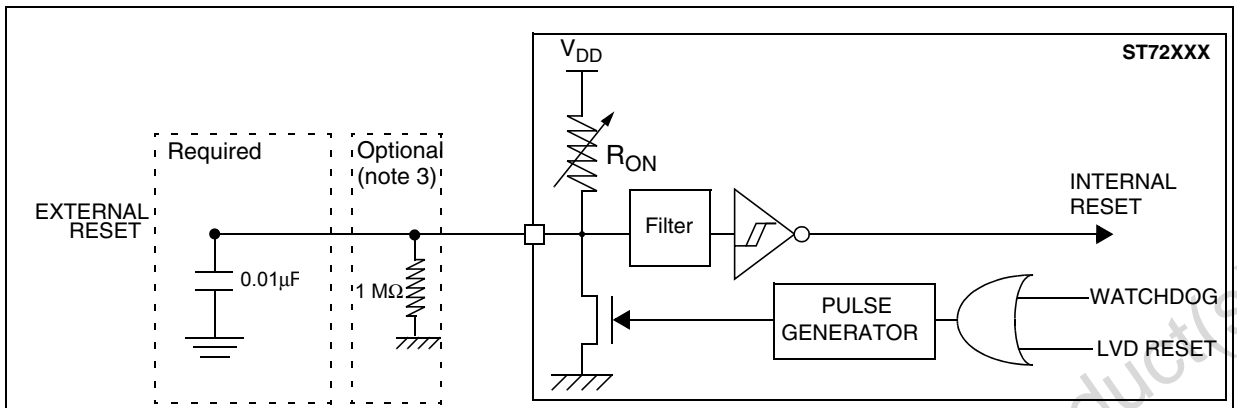 VDD
ST72XXX
Required
Optional
(note 3)
RON
EXTERNAL
RESET
Filter
INTERNAL
RESET
0.01µF
1 MΩ
PULSE
GENERATOR
WATCHDOG
LVD RESET